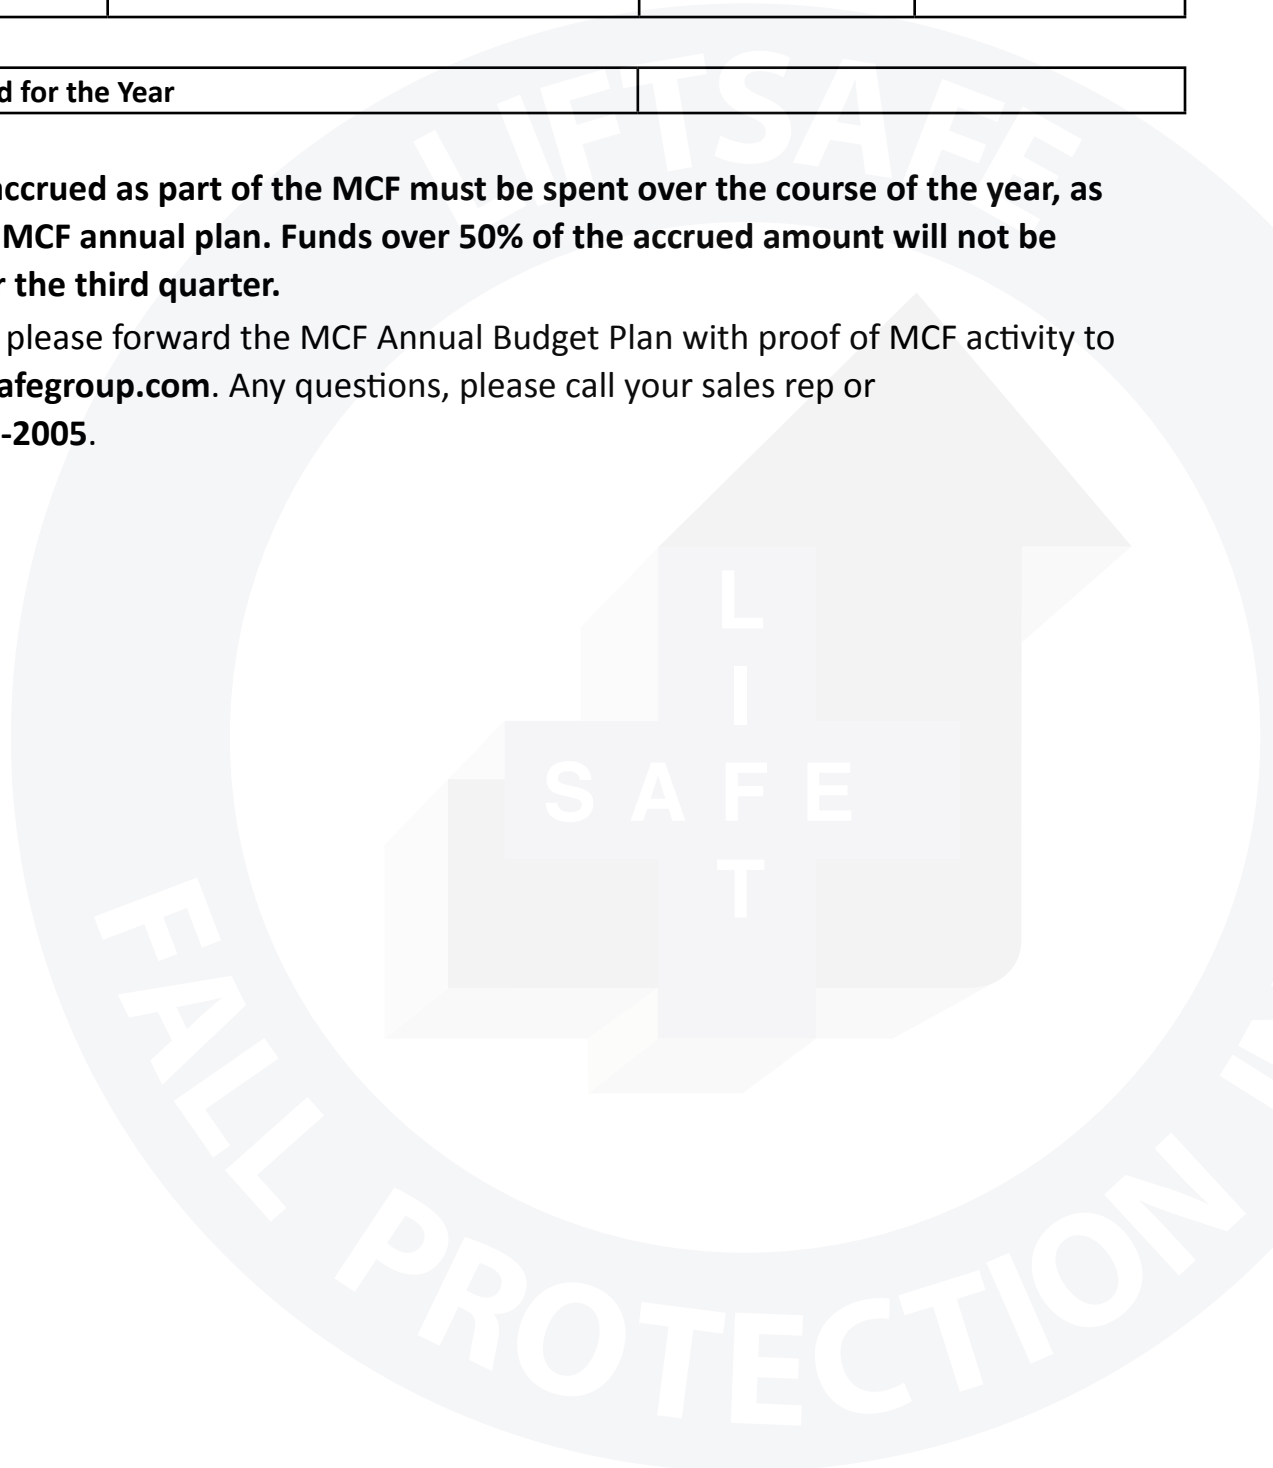 d for the Year
accrued as part of the MCF must be spent over the course of the year, as
MCF annual plan. Funds over 50% of the accrued amount will not be
r the third quarter.
please forward the MCF Annual Budget Plan with proof of MCF activity to
afegroup.com. Any questions, please call your sales rep or
-2005.
LIFTSAFE
L
I
S A F E
T
FALL PROTECTION